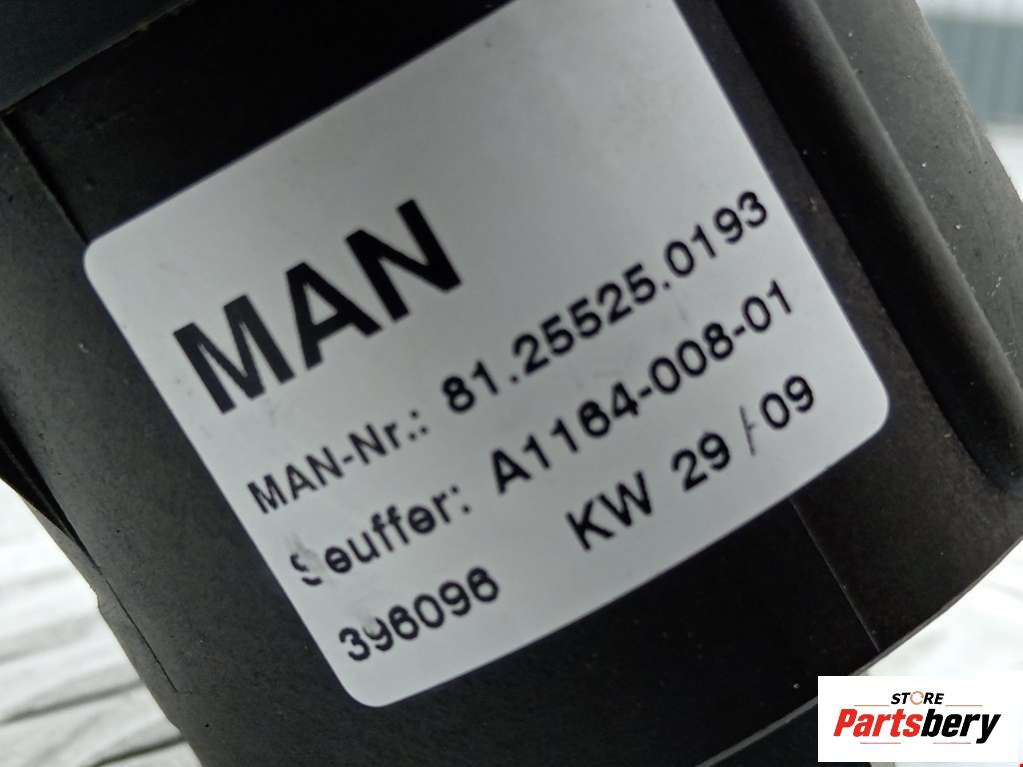 MAN
MAN-Nr.: 81.25525.0193
Seuffer: A1164-008-01
396096 KW 29 / 09
STORE
Partsbery